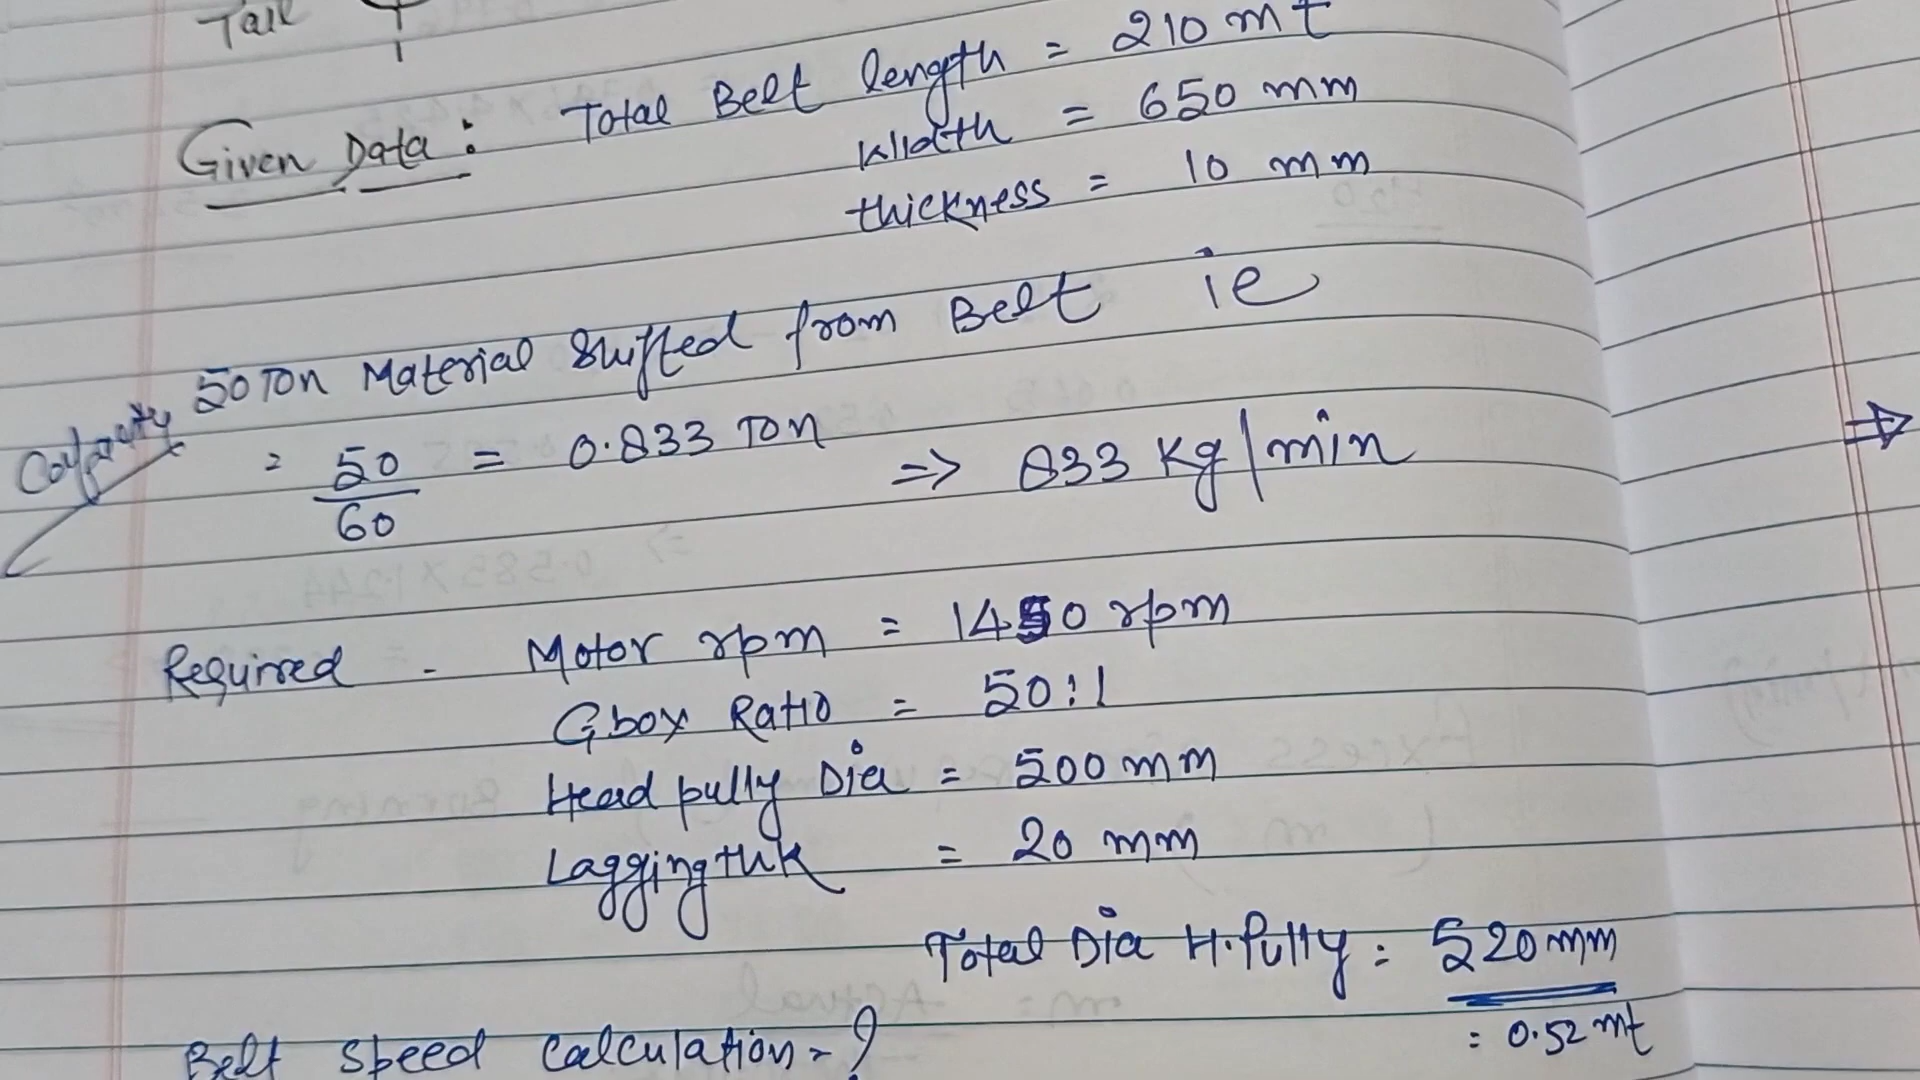 Tail
Given Data : Total Belt length = 210 mt
Width = 650 mm
thickness = 10 mm
Capacity 50 Ton Material Shifted from Belt ie
= 50/60 = 0.833 Ton => 833 kg/min
Required - Motor rpm = 1450 rpm
Gbox Ratio = 50:1
Head pully Dia = 500 mm
Lagging thk = 20 mm
Total Dia H.Pully = 520 mm
= 0.52 mt
Belt speed calculation = ?